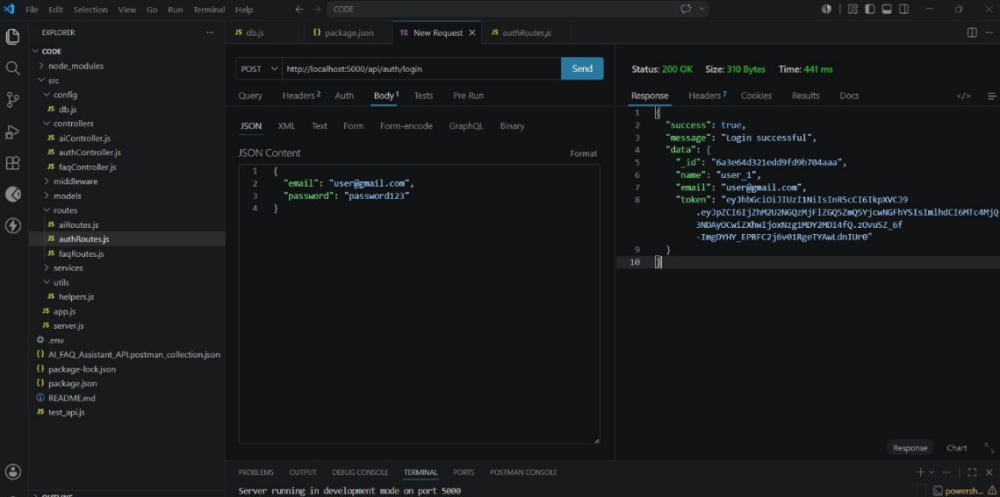 File Edit Selection View Go Run Terminal Help
CODE
EXPLORER
CODE
node_modules
src
config
JS db.js
controllers
JS aiController.js
JS authController.js
JS faqController.js
middleware
models
routes
JS aiRoutes.js
JS authRoutes.js
JS faqRoutes.js
services
utils
JS helpers.js
JS app.js
JS server.js
.env
{} AI_FAQ_Assistant_API.postman_collection.json
{} package-lock.json
{} package.json
README.md
JS test_api.js
JS db.js
{} package.json
TC New Request
JS authRoutes.js
POST http://localhost:5000/api/auth/login Send
Query Headers 2 Auth Body 1 Tests Pre Run
JSON XML Text Form Form-encode GraphQL Binary
JSON Content Format
1 {
2 "email": "user@gmail.com",
3 "password": "password123"
4 }
Status: 200 OK Size: 310 Bytes Time: 441 ms
Response Headers 7 Cookies Results Docs </>
1 {
2 "success": true,
3 "message": "Login successful",
4 "data": {
5 "_id": "6a3e64d321edd9fd9b704aaa",
6 "name": "user_1",
7 "email": "user@gmail.com",
8 "token": "eyJhbGciOiJIUzI1NiIsInR5cCI6IkpXVCJ9
9 }
10 }
Response Chart
PROBLEMS OUTPUT DEBUG CONSOLE TERMINAL PORTS POSTMAN CONSOLE
Server running in development mode on port 5000
powersh...